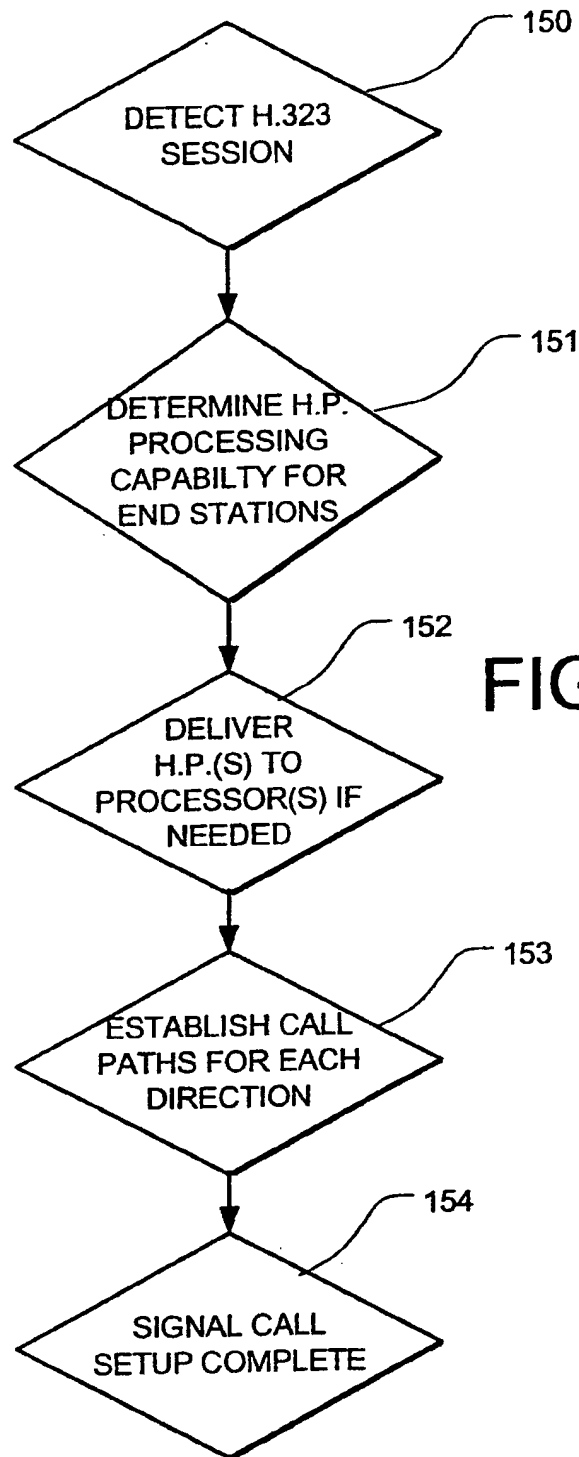 150
DETECT H.323
SESSION
151
DETERMINE H.P.
PROCESSING
CAPABILTY FOR
END STATIONS
152
DELIVER
H.P.(S) TO
PROCESSOR(S) IF
NEEDED
FIG
153
ESTABLISH CALL
PATHS FOR EACH
DIRECTION
154
SIGNAL CALL
SETUP COMPLETE